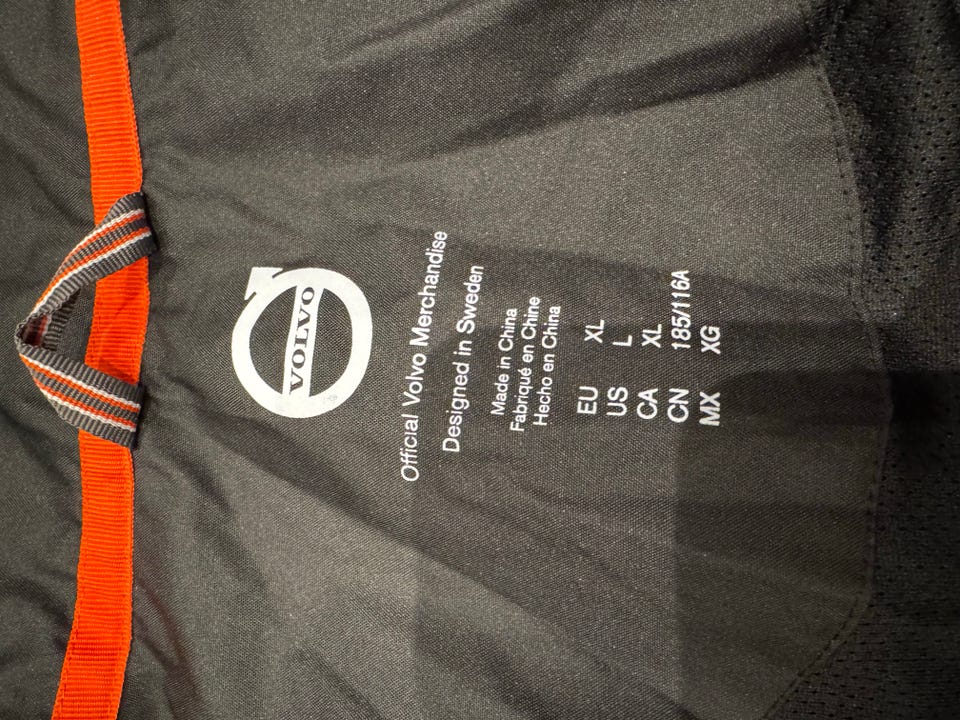 VOLVO
Official Volvo Merchandise
Designed in Sweden
Made in China
Fabriqué en Chine
Hecho en China
EU XL
US L
CA XL
CN 185/116A
MX XG